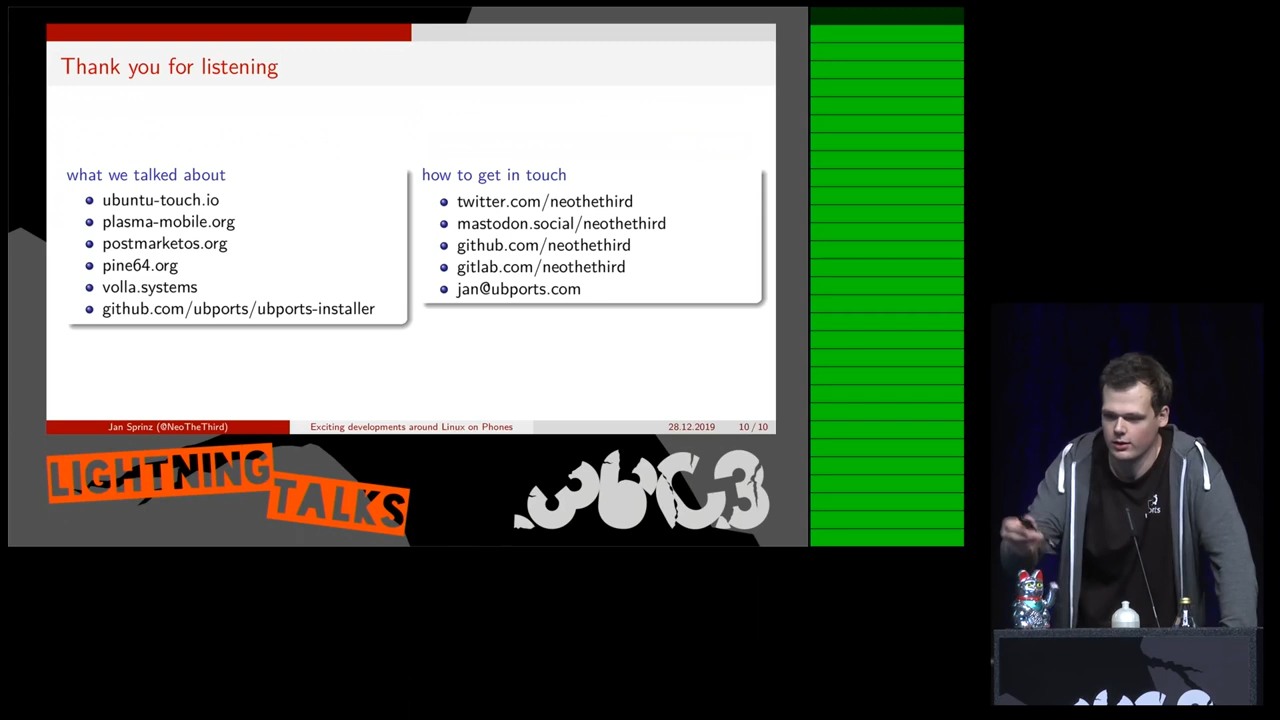 Thank you for listening
what we talked about
ubuntu-touch.io
plasma-mobile.org
postmarketos.org
pine64.org
volla.systems
github.com/ubports/ubports-installer
how to get in touch
twitter.com/neothethird
mastodon.social/neothethird
github.com/neothethird
gitlab.com/neothethird
jan@ubports.com
Jan Sprinz (@NeoTheThird)
Exciting developments around Linux on Phones
28.12.2019
10 / 10
LIGHTNING
TALKS
36C3